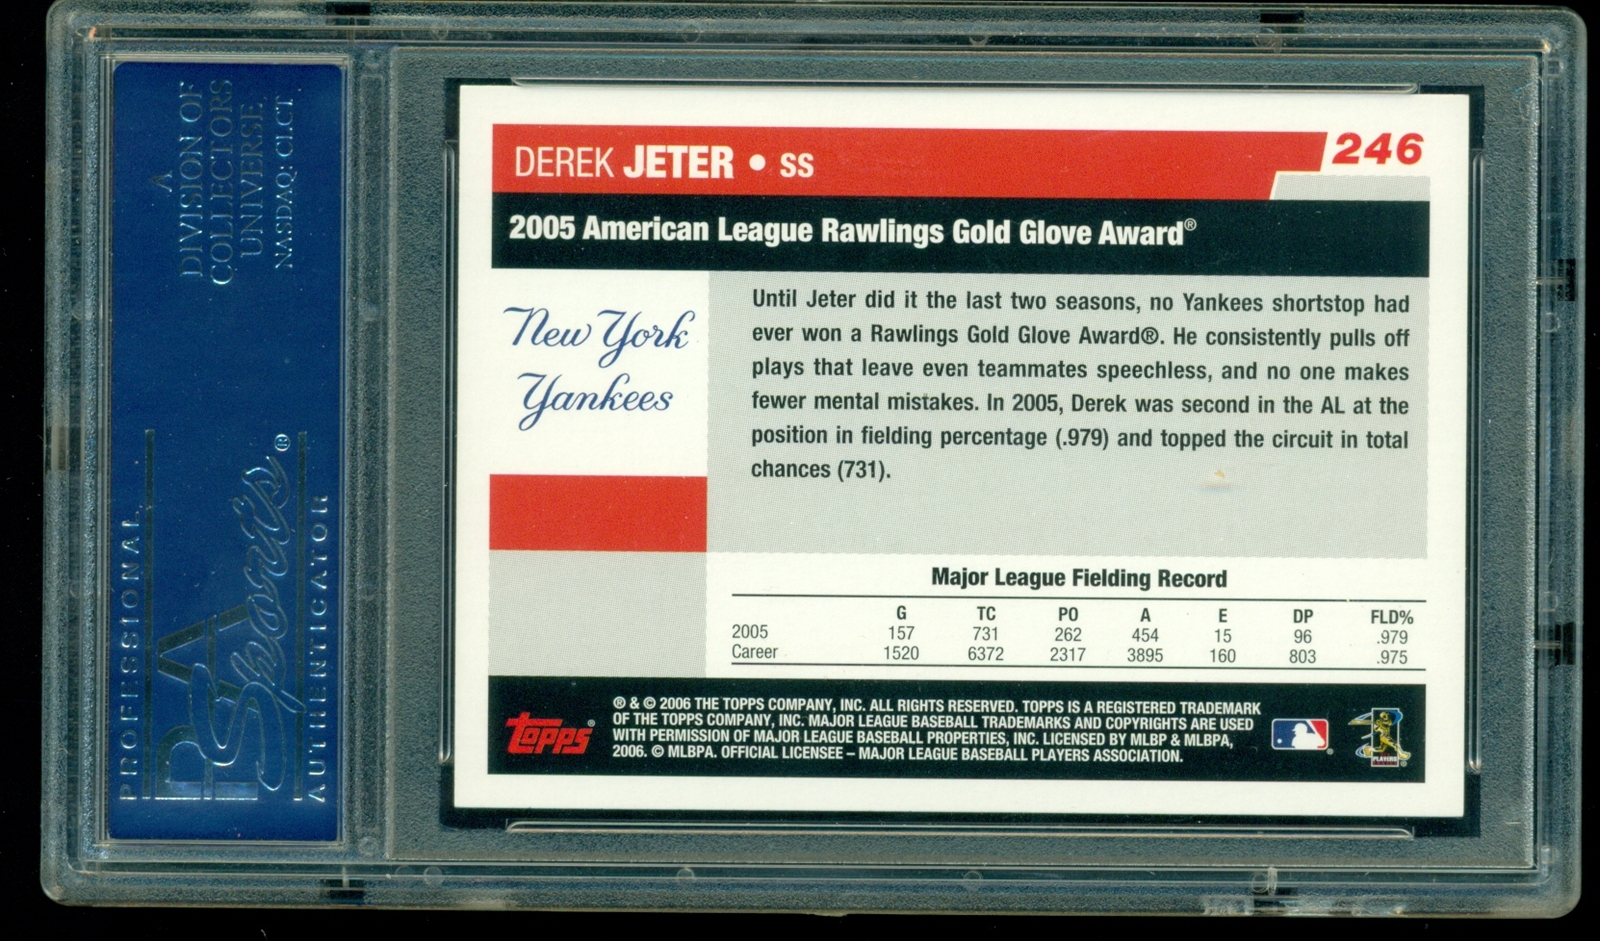 A
DIVISION OF
COLLECTORS
UNIVERSE
NASDAQ: CLCT
PROFESSIONAL
PSA
Sports®
AUTHENTICATOR
DEREK JETER • SS
246
2005 American League Rawlings Gold Glove Award®
New York
Yankees
Until Jeter did it the last two seasons, no Yankees shortstop had
ever won a Rawlings Gold Glove Award®. He consistently pulls off
plays that leave even teammates speechless, and no one makes
fewer mental mistakes. In 2005, Derek was second in the AL at the
position in fielding percentage (.979) and topped the circuit in total
chances (731).
Major League Fielding Record
G TC PO A E DP FLD%
2005 157 731 262 454 15 96 .979
Career 1520 6372 2317 3895 160 803 .975
Topps®
® & © 2006 THE TOPPS COMPANY, INC. ALL RIGHTS RESERVED. TOPPS IS A REGISTERED TRADEMARK
OF THE TOPPS COMPANY, INC. MAJOR LEAGUE BASEBALL TRADEMARKS AND COPYRIGHTS ARE USED
WITH PERMISSION OF MAJOR LEAGUE BASEBALL PROPERTIES, INC. LICENSED BY MLBP & MLBPA,
2006. © MLBPA. OFFICIAL LICENSEE – MAJOR LEAGUE BASEBALL PLAYERS ASSOCIATION.
PLAYERS